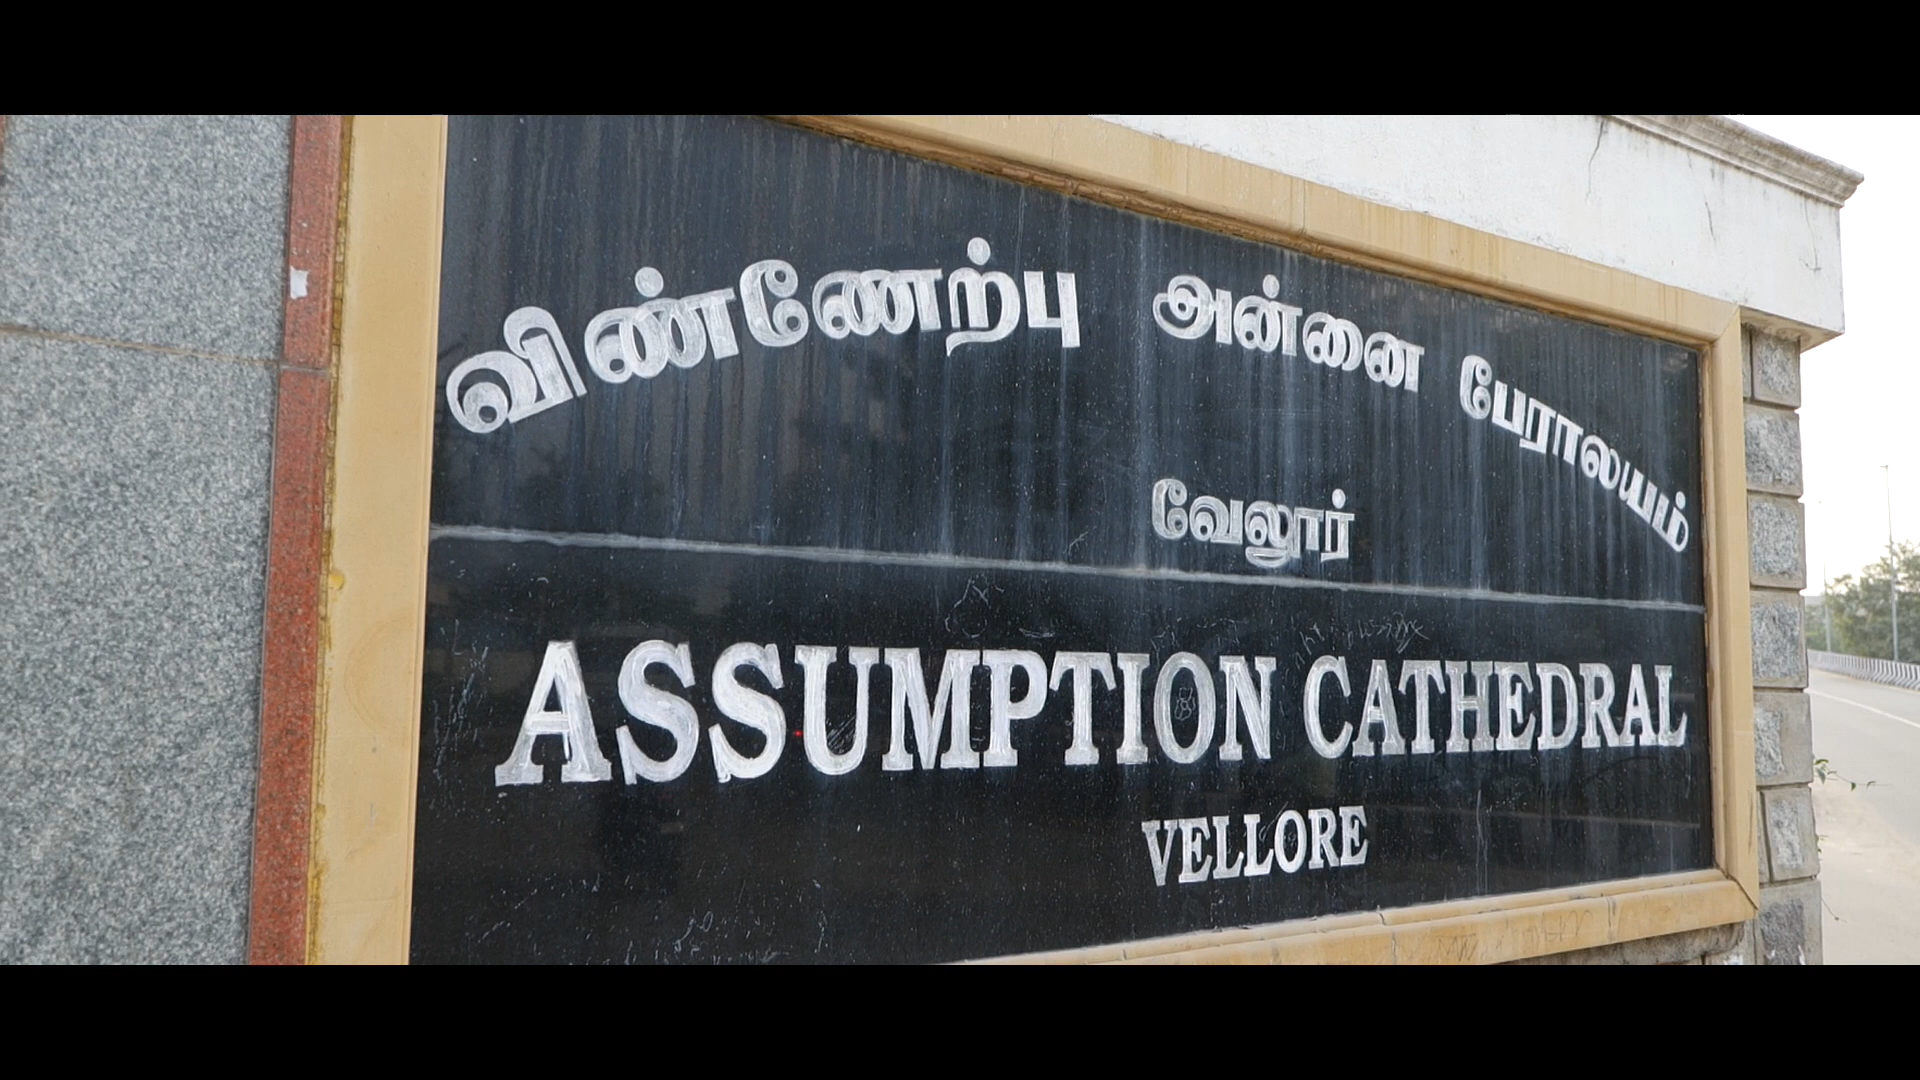 விண்ணேற்பு அன்னை பேராலயம்
வேலூர்
ASSUMPTION CATHEDRAL
VELLORE